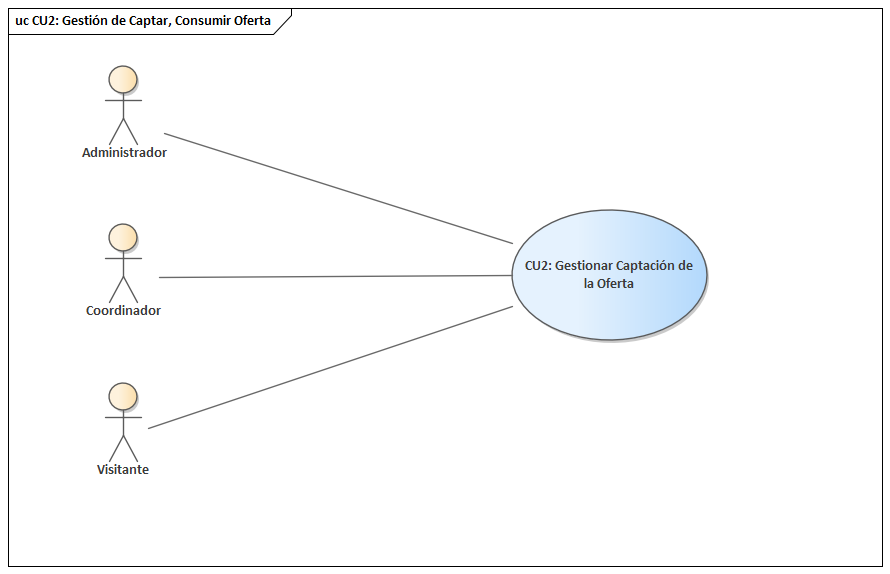 uc CU2: Gestión de Captar, Consumir Oferta
Administrador
Coordinador
CU2: Gestionar Captación de
la Oferta
Visitante